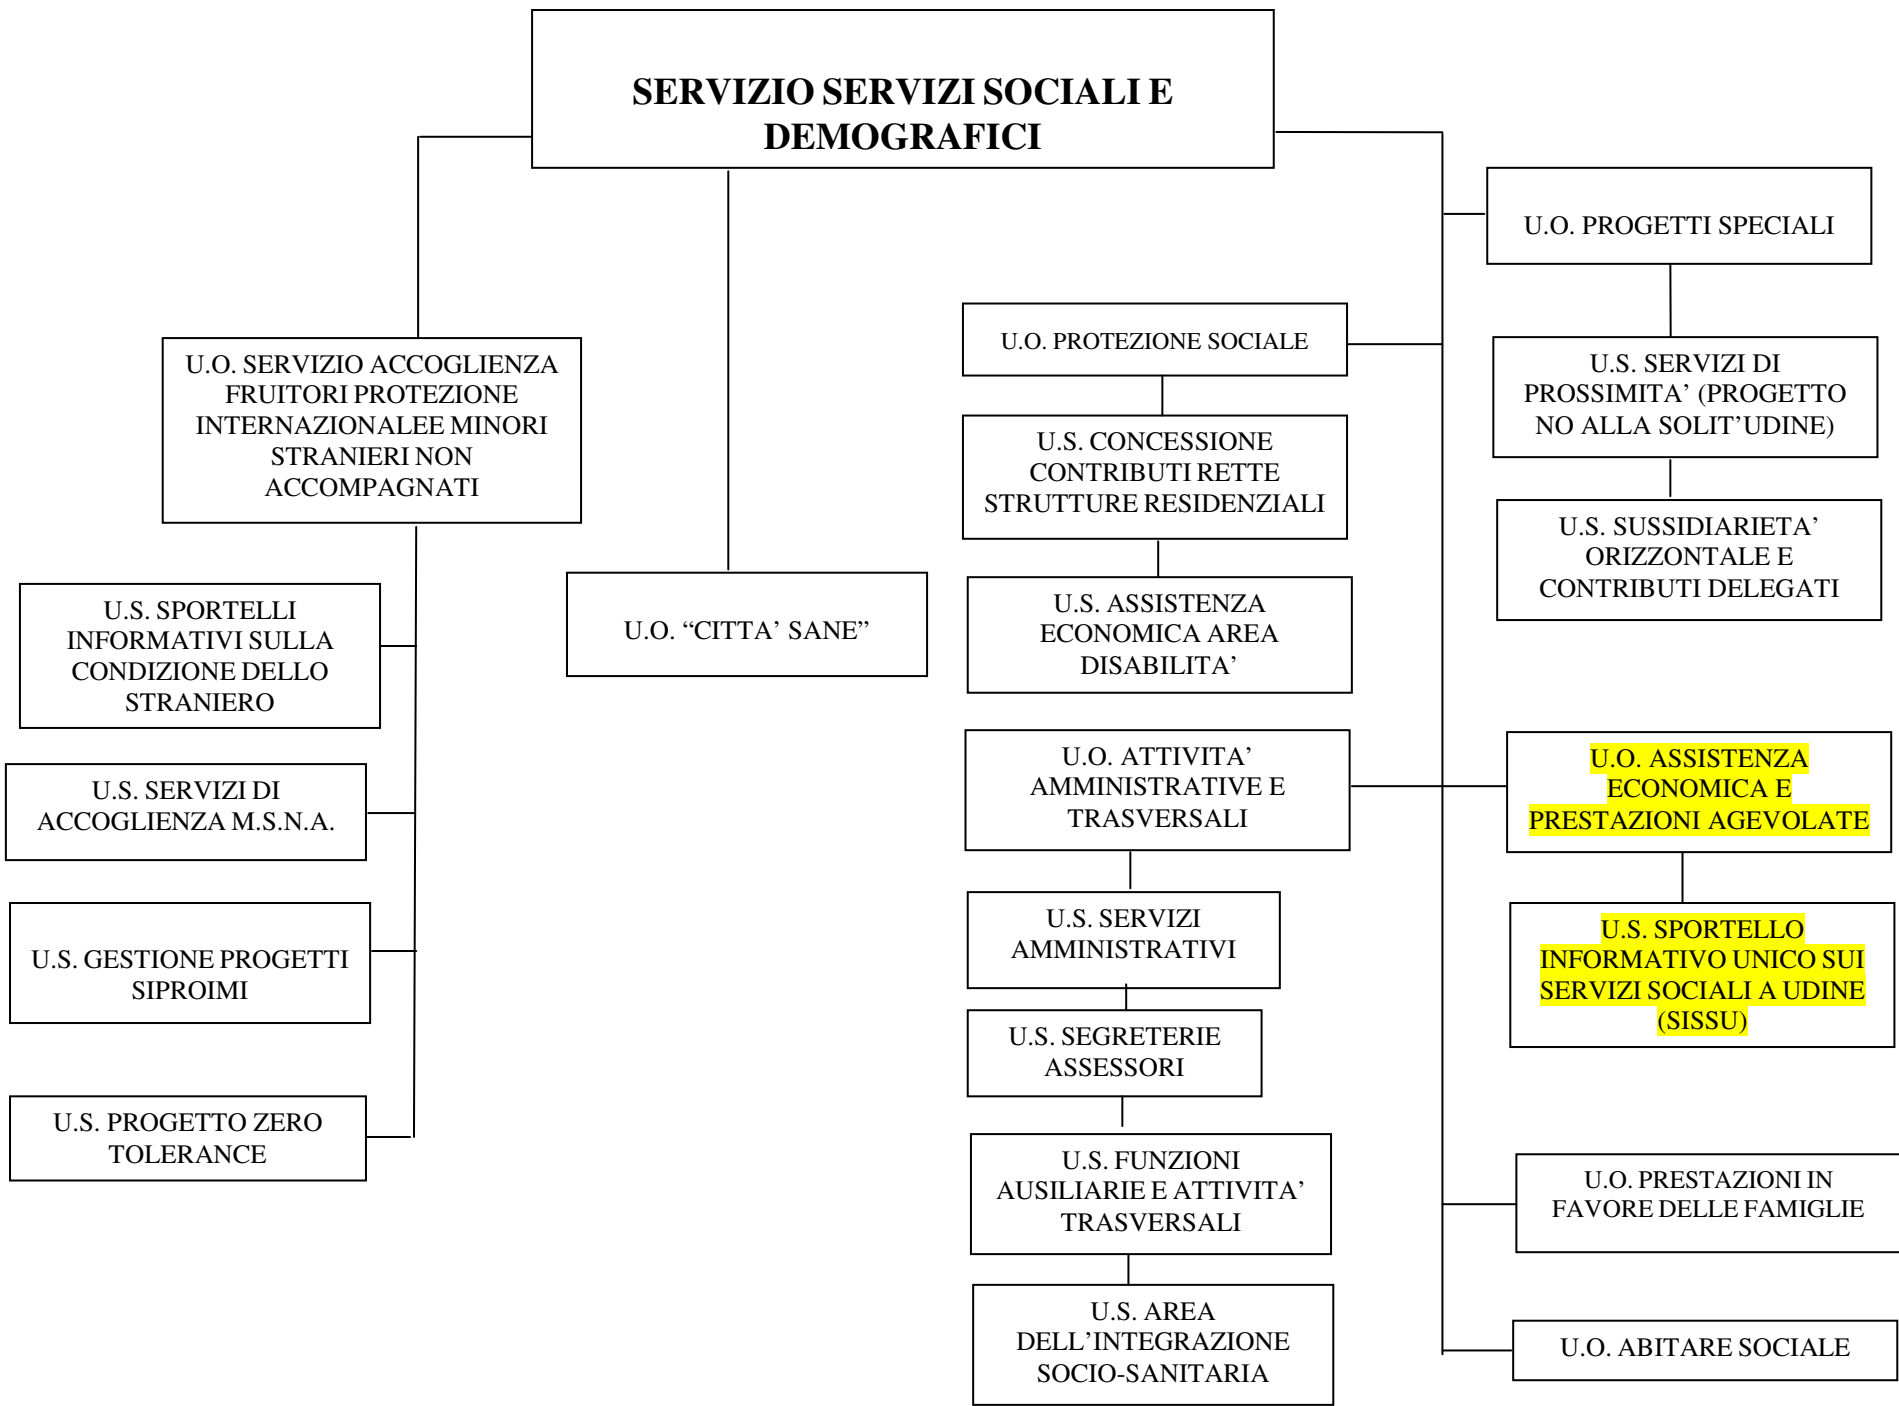 SERVIZIO SERVIZI SOCIALI E
DEMOGRAFICI
U.O. PROGETTI SPECIALI
U.S. SERVIZI DI
PROSSIMITA’ (PROGETTO
NO ALLA SOLIT’UDINE)
U.S. SUSSIDIARIETA’
ORIZZONTALE E
CONTRIBUTI DELEGATI
U.O. SERVIZIO ACCOGLIENZA
FRUITORI PROTEZIONE
INTERNAZIONALEE MINORI
STRANIERI NON
ACCOMPAGNATI
U.S. SPORTELLI
INFORMATIVI SULLA
CONDIZIONE DELLO
STRANIERO
U.S. SERVIZI DI
ACCOGLIENZA M.S.N.A.
U.S. GESTIONE PROGETTI
SIPROIMI
U.S. PROGETTO ZERO
TOLERANCE
U.O. “CITTA’ SANE”
U.O. PROTEZIONE SOCIALE
U.S. CONCESSIONE
CONTRIBUTI RETTE
STRUTTURE RESIDENZIALI
U.S. ASSISTENZA
ECONOMICA AREA
DISABILITA’
U.O. ATTIVITA’
AMMINISTRATIVE E
TRASVERSALI
U.S. SERVIZI
AMMINISTRATIVI
U.S. SEGRETERIE
ASSESSORI
U.S. FUNZIONI
AUSILIARIE E ATTIVITA’
TRASVERSALI
U.S. AREA
DELL’INTEGRAZIONE
SOCIO-SANITARIA
U.O. ASSISTENZA
ECONOMICA E
PRESTAZIONI AGEVOLATE
U.S. SPORTELLO
INFORMATIVO UNICO SUI
SERVIZI SOCIALI A UDINE
(SISSU)
U.O. PRESTAZIONI IN
FAVORE DELLE FAMIGLIE
U.O. ABITARE SOCIALE